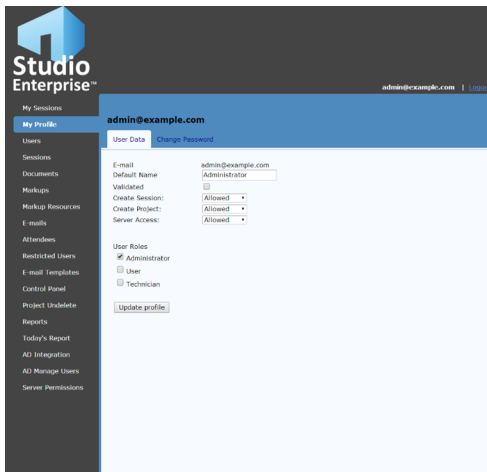 Studio
Enterprise™
admin@example.com | Logout
My Sessions
My Profile
Users
Sessions
Documents
Markups
Markup Resources
E-mails
Attendees
Restricted Users
E-mail Templates
Control Panel
Project Undelete
Reports
Today's Report
AD Integration
AD Manage Users
Server Permissions
admin@example.com
User Data Change Password
E-mail admin@example.com
Default Name Administrator
Validated
Create Session: Allowed
Create Project: Allowed
Server Access: Allowed
User Roles
Administrator
User
Technician
Update profile